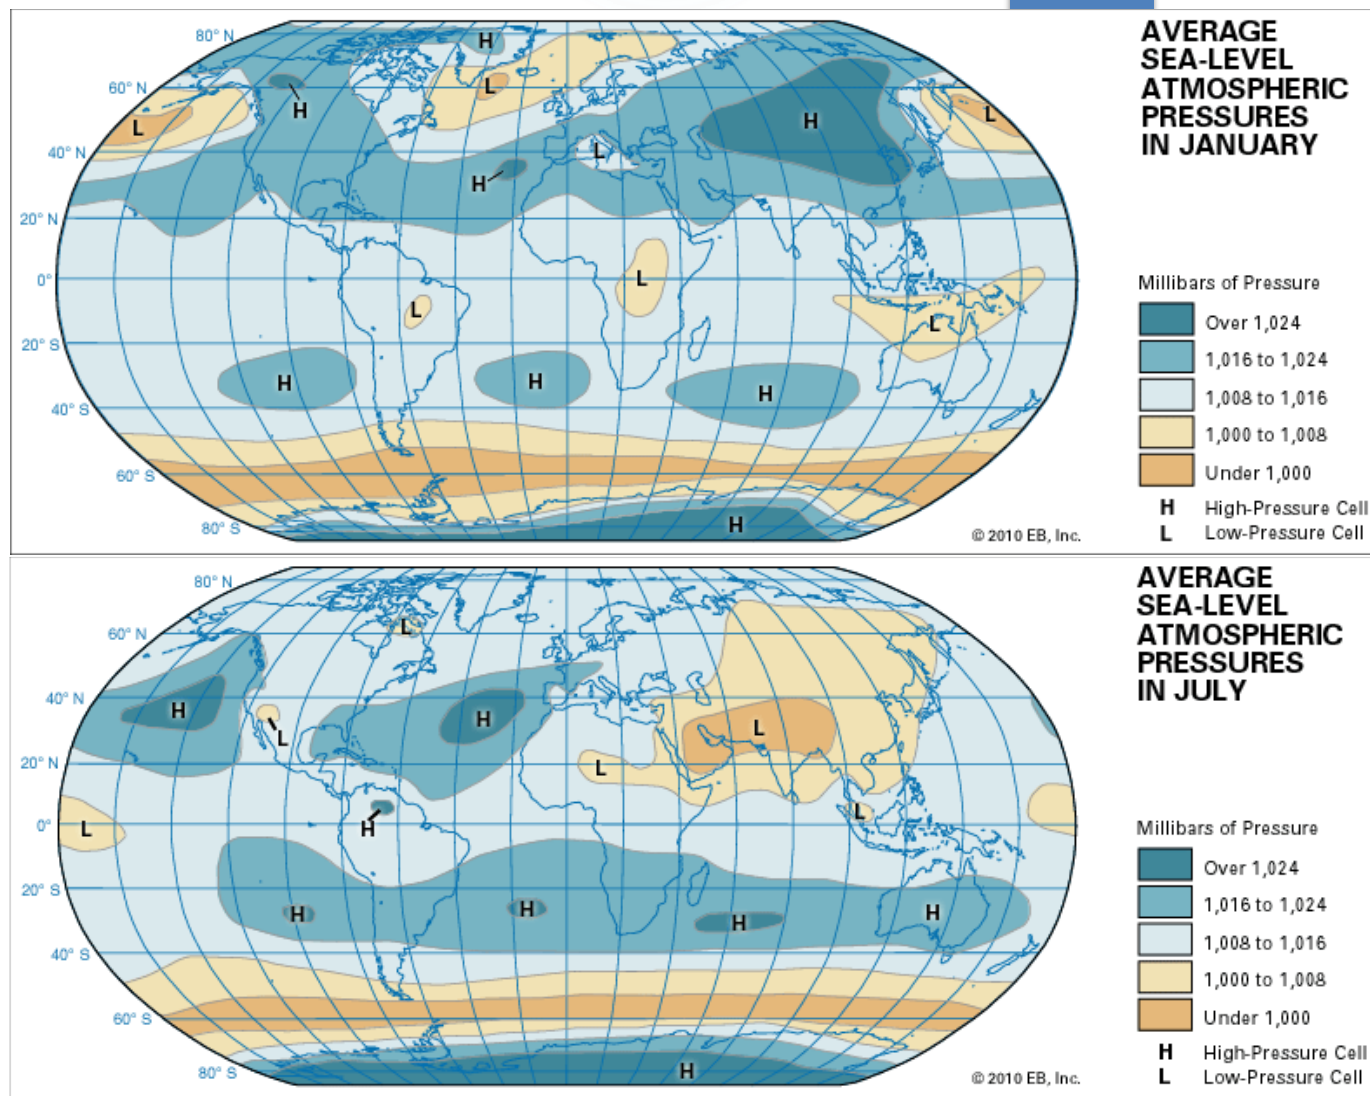 AVERAGE
SEA-LEVEL
ATMOSPHERIC
PRESSURES
IN JANUARY
80° N
60° N
40° N
20° N
0°
20° S
40° S
60° S
80° S
H
L
H
L
H
L
H
L
H
L
L
L
H
H
H
H
Millibars of Pressure
Over 1,024
1,016 to 1,024
1,008 to 1,016
1,000 to 1,008
Under 1,000
H High-Pressure Cell
L Low-Pressure Cell
© 2010 EB, Inc.
AVERAGE
SEA-LEVEL
ATMOSPHERIC
PRESSURES
IN JULY
80° N
60° N
40° N
20° N
0°
20° S
40° S
60° S
80° S
L
H
H
L
L
L
L
L
H
H
H
H
H
H
L
Millibars of Pressure
Over 1,024
1,016 to 1,024
1,008 to 1,016
1,000 to 1,008
Under 1,000
H High-Pressure Cell
L Low-Pressure Cell
© 2010 EB, Inc.